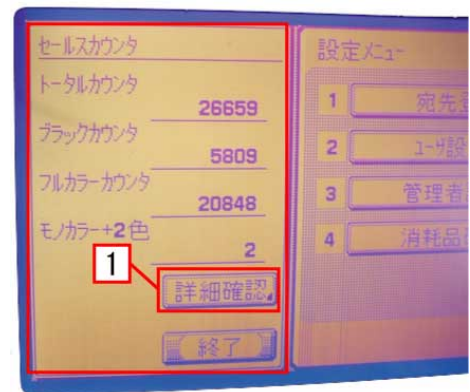 セールスカウンタ
トータルカウンタ
26659
ブラックカウンタ
5809
フルカラーカウンタ
20848
モノカラー+2色
2
1
詳細確認
終了
設定メニュー
1 宛先
2 ユーザ設
3 管理者
4 消耗品